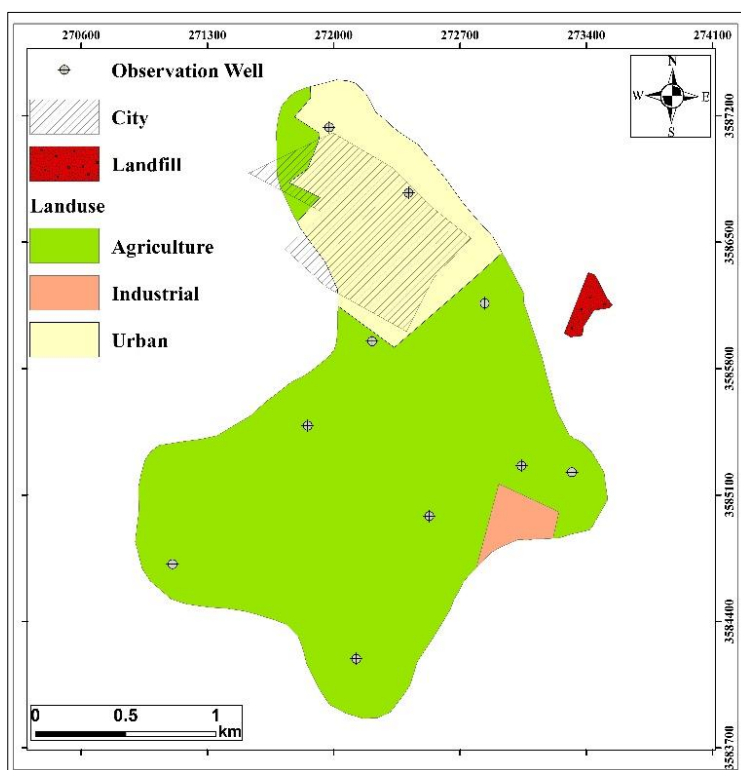 270600 271300 272000 272700 273400 274100
N
W E
S
Observation Well
City
Landfill
Landuse
Agriculture
Industrial
Urban
3587200
3586500
3585800
3585100
3584400
3583700
0 0.5 1
km